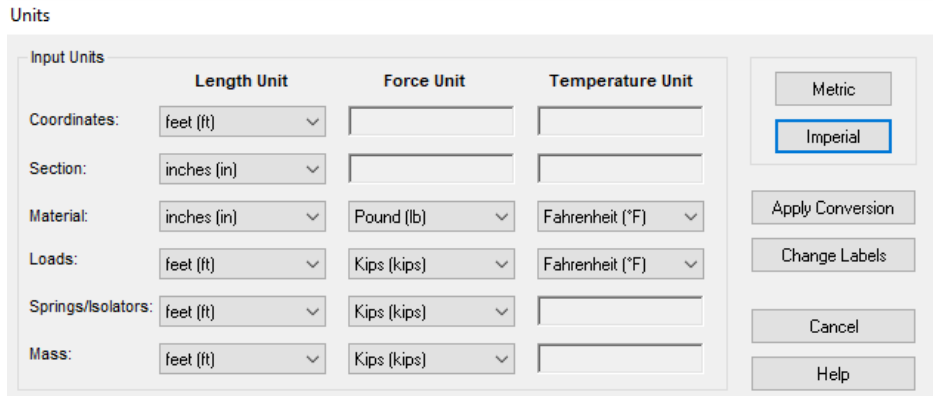 Units
Input Units
Length Unit Force Unit Temperature Unit
Coordinates: feet (ft)
Section: inches (in)
Material: inches (in) Pound (lb) Fahrenheit (°F)
Loads: feet (ft) Kips (kips) Fahrenheit (°F)
Springs/Isolators: feet (ft) Kips (kips)
Mass: feet (ft) Kips (kips)
Metric
Imperial
Apply Conversion
Change Labels
Cancel
Help